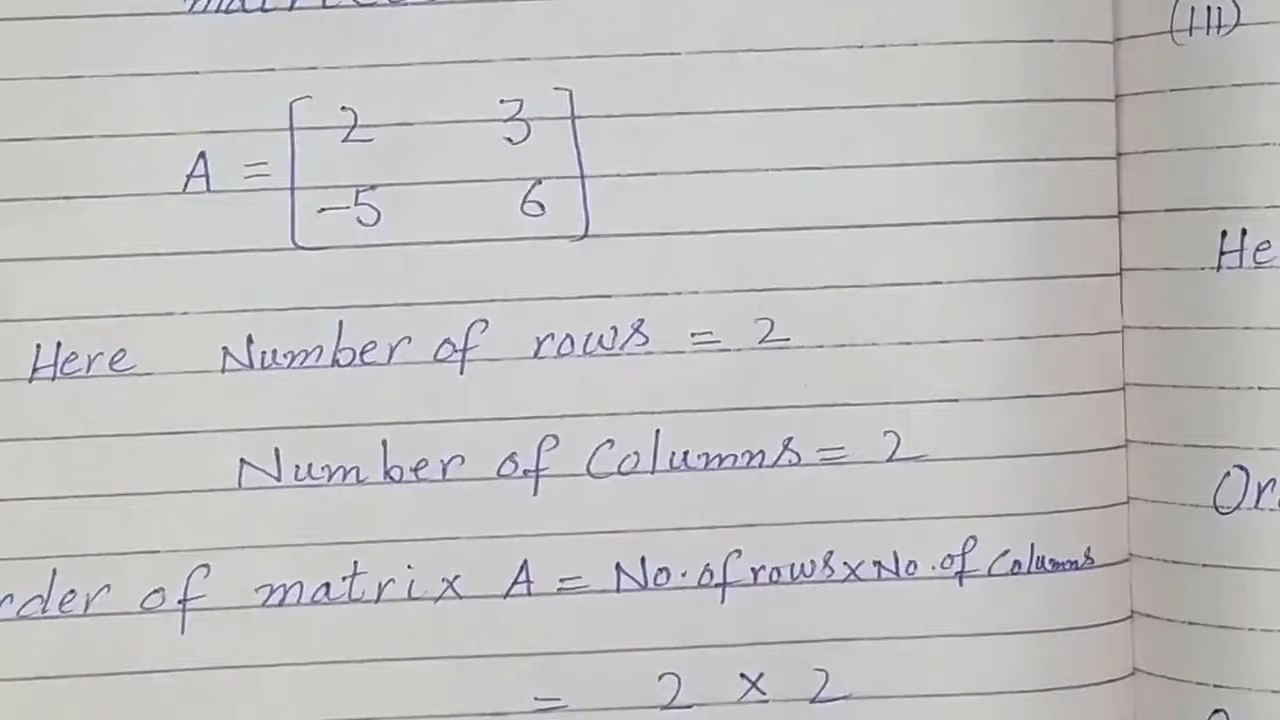 A = [ 2 3
-5 6 ]
Here Number of rows = 2
Number of Columns = 2
rder of matrix A = No. of rows x No. of Columns
= 2 x 2
(III)
He
Or